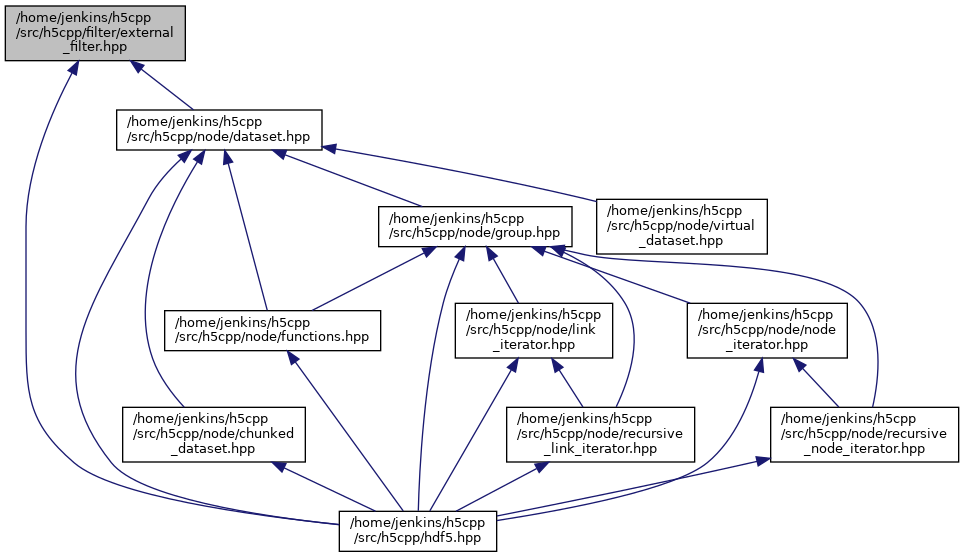 /home/jenkins/h5cpp
/src/h5cpp/filter/external
_filter.hpp
/home/jenkins/h5cpp
/src/h5cpp/node/dataset.hpp
/home/jenkins/h5cpp
/src/h5cpp/node/group.hpp
/home/jenkins/h5cpp
/src/h5cpp/node/virtual
_dataset.hpp
/home/jenkins/h5cpp
/src/h5cpp/node/functions.hpp
/home/jenkins/h5cpp
/src/h5cpp/node/link
_iterator.hpp
/home/jenkins/h5cpp
/src/h5cpp/node/node
_iterator.hpp
/home/jenkins/h5cpp
/src/h5cpp/node/chunked
_dataset.hpp
/home/jenkins/h5cpp
/src/h5cpp/node/recursive
_link_iterator.hpp
/home/jenkins/h5cpp
/src/h5cpp/node/recursive
_node_iterator.hpp
/home/jenkins/h5cpp
/src/h5cpp/hdf5.hpp